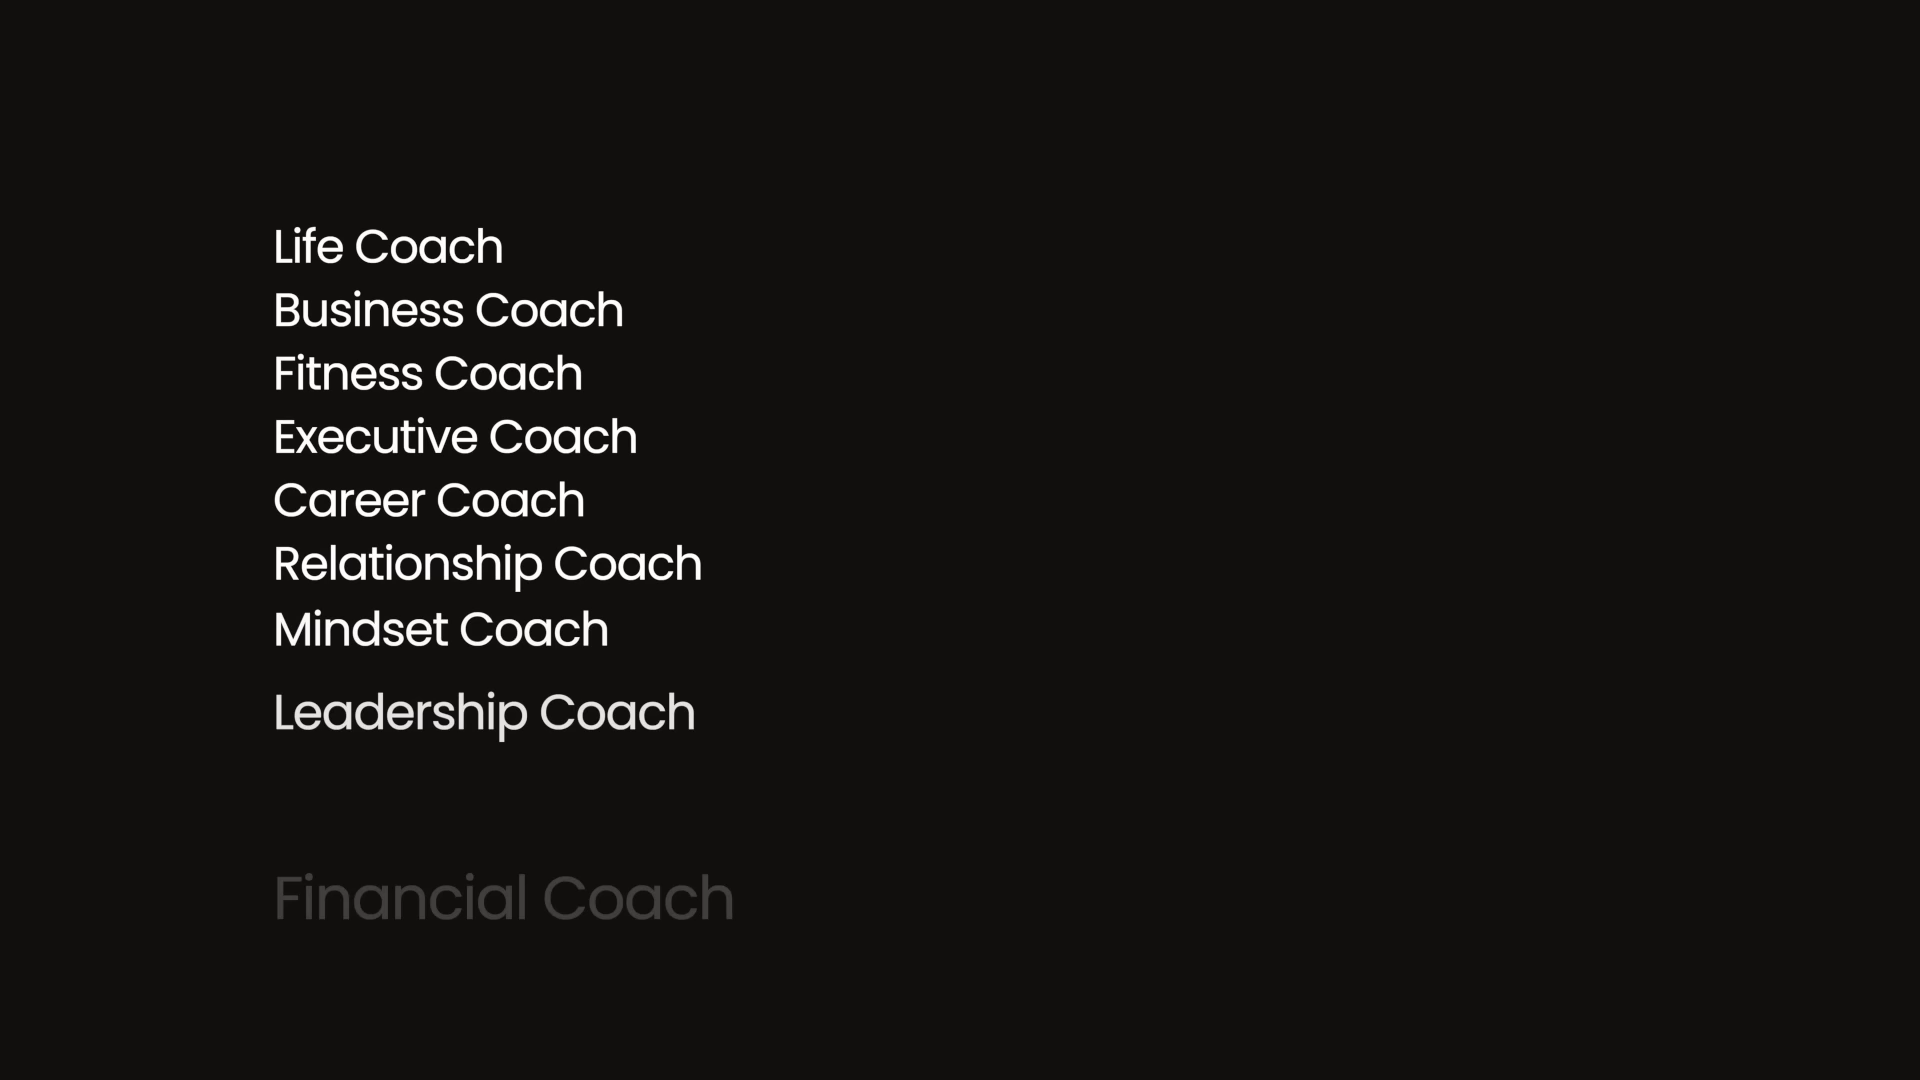 Life Coach
Business Coach
Fitness Coach
Executive Coach
Career Coach
Relationship Coach
Mindset Coach
Leadership Coach
Financial Coach